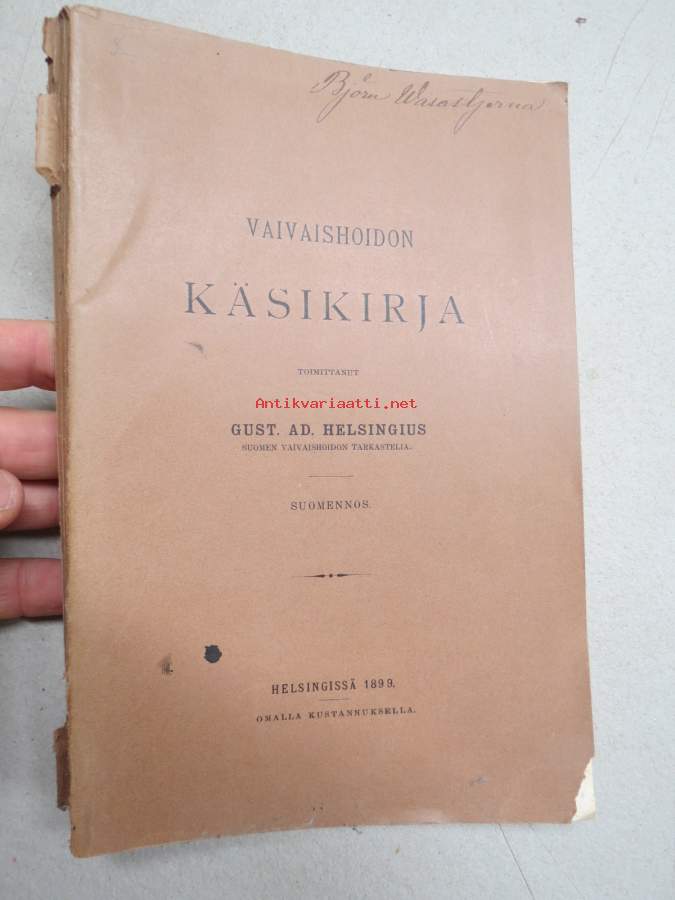 Björn Wasastjerna
VAIVAISHOIDON
KÄSIKIRJA
TOIMITTANUT
Antikvariaatti.net
GUST. AD. HELSINGIUS
SUOMEN VAIVAISHOIDON TARKASTELIA.
SUOMENNOS.
HELSINGISSÄ 1899.
OMALLA KUSTANNUKSELLA.